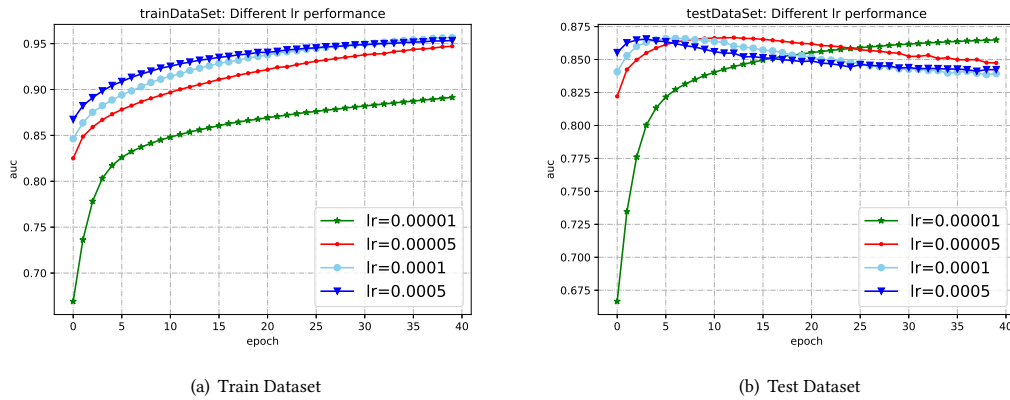 trainDataSet: Different lr performance
0.95
0.90
0.85
0.80
0.75
0.70
auc
0
5
10
15
20
25
30
35
40
epoch
lr=0.00001
lr=0.00005
lr=0.0001
lr=0.0005
(a) Train Dataset
testDataSet: Different lr performance
0.875
0.850
0.825
0.800
0.775
0.750
0.725
0.700
0.675
auc
0
5
10
15
20
25
30
35
40
epoch
lr=0.00001
lr=0.00005
lr=0.0001
lr=0.0005
(b) Test Dataset